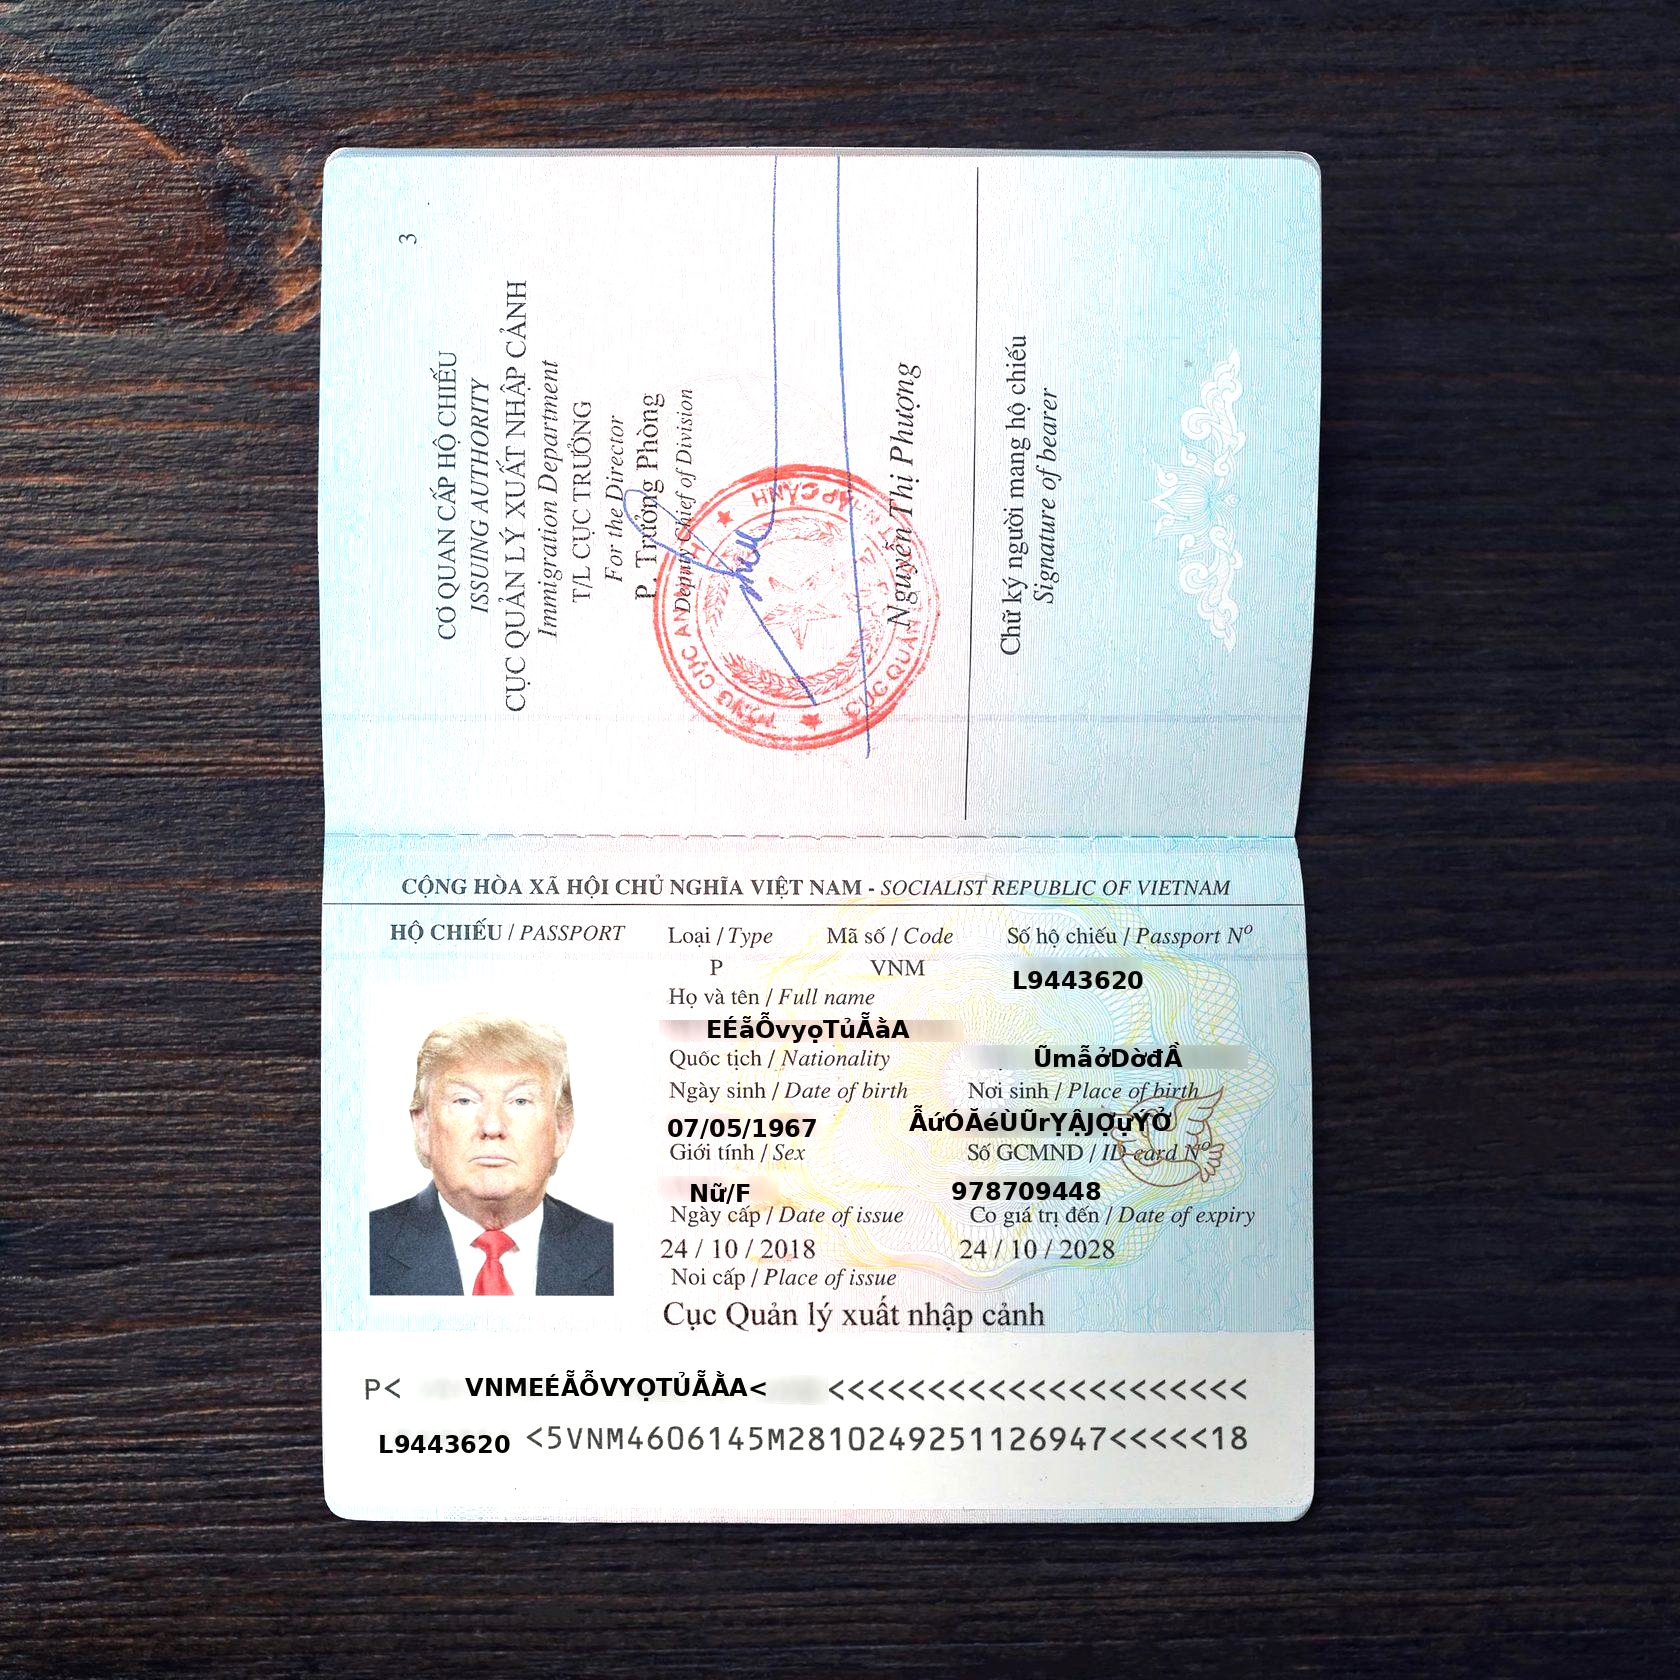 3
CƠ QUAN CẤP HỘ CHIẾU
ISSUING AUTHORITY
CỤC QUẢN LÝ XUẤT NHẬP CẢNH
Immigration Department
T/L CỤC TRƯỞNG
For the Director
P. Trưởng Phòng
Deputy Chief of Division
Nguyễn Thị Phượng
Chữ ký người mang hộ chiếu
Signature of bearer
CỘNG HÒA XÃ HỘI CHỦ NGHĨA VIỆT NAM - SOCIALIST REPUBLIC OF VIETNAM
HỘ CHIẾU / PASSPORT
Loại / Type Mã số / Code Số hộ chiếu / Passport Nº
P VNM L9443620
Họ và tên / Full name
EÉẵỖvyọTủẴằA
Quốc tịch / Nationality ŨmẫởDờđẦ
Ngày sinh / Date of birth Nơi sinh / Place of birth
07/05/1967 ẪứÓĂéÙŨrỴẬJỢựÝỞ
Giới tính / Sex Số GCMND / ID card Nº
Nữ/F 978709448
Ngày cấp / Date of issue Có giá trị đến / Date of expiry
24 / 10 / 2018 24 / 10 / 2028
Noi cấp / Place of issue
Cục Quản lý xuất nhập cảnh
P< VNMEÉẴỖVYỌTỦẴẰA< <<<<<<<<<<<<<<<<<<<<<
L9443620 <5VNM4606145M2810249251126947<<<<<18